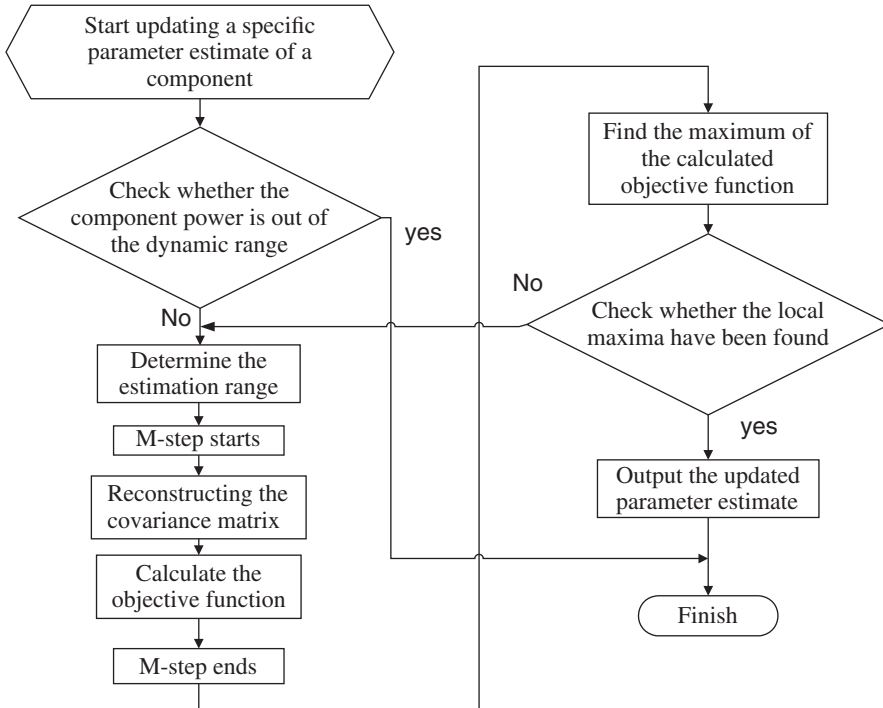 Start updating a specific
parameter estimate of a
component
Check whether the
component power is out of
the dynamic range
yes
No
Determine the
estimation range
M-step starts
Reconstructing the
covariance matrix
Calculate the
objective function
M-step ends
Find the maximum of
the calculated
objective function
No
Check whether the local
maxima have been found
yes
Output the updated
parameter estimate
Finish